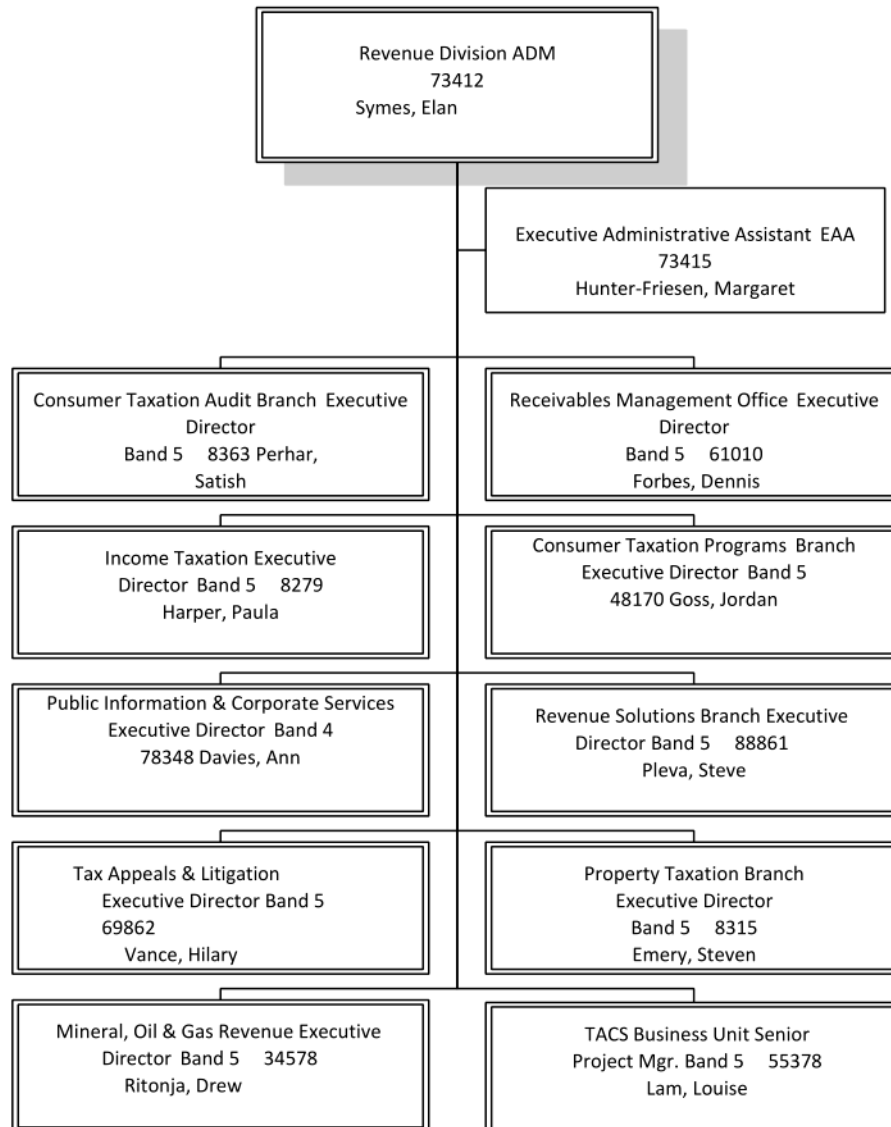 Revenue Division ADM
73412
Symes, Elan
Executive Administrative Assistant EAA
73415
Hunter-Friesen, Margaret
Consumer Taxation Audit Branch Executive
Director
Band 5 8363 Perhar,
Satish
Receivables Management Office Executive
Director
Band 5 61010
Forbes, Dennis
Income Taxation Executive
Director Band 5 8279
Harper, Paula
Consumer Taxation Programs Branch
Executive Director Band 5
48170 Goss, Jordan
Public Information & Corporate Services
Executive Director Band 4
78348 Davies, Ann
Revenue Solutions Branch Executive
Director Band 5 88861
Pleva, Steve
Tax Appeals & Litigation
Executive Director Band 5
69862
Vance, Hilary
Property Taxation Branch
Executive Director
Band 5 8315
Emery, Steven
Mineral, Oil & Gas Revenue Executive
Director Band 5 34578
Ritonja, Drew
TACS Business Unit Senior
Project Mgr. Band 5 55378
Lam, Louise